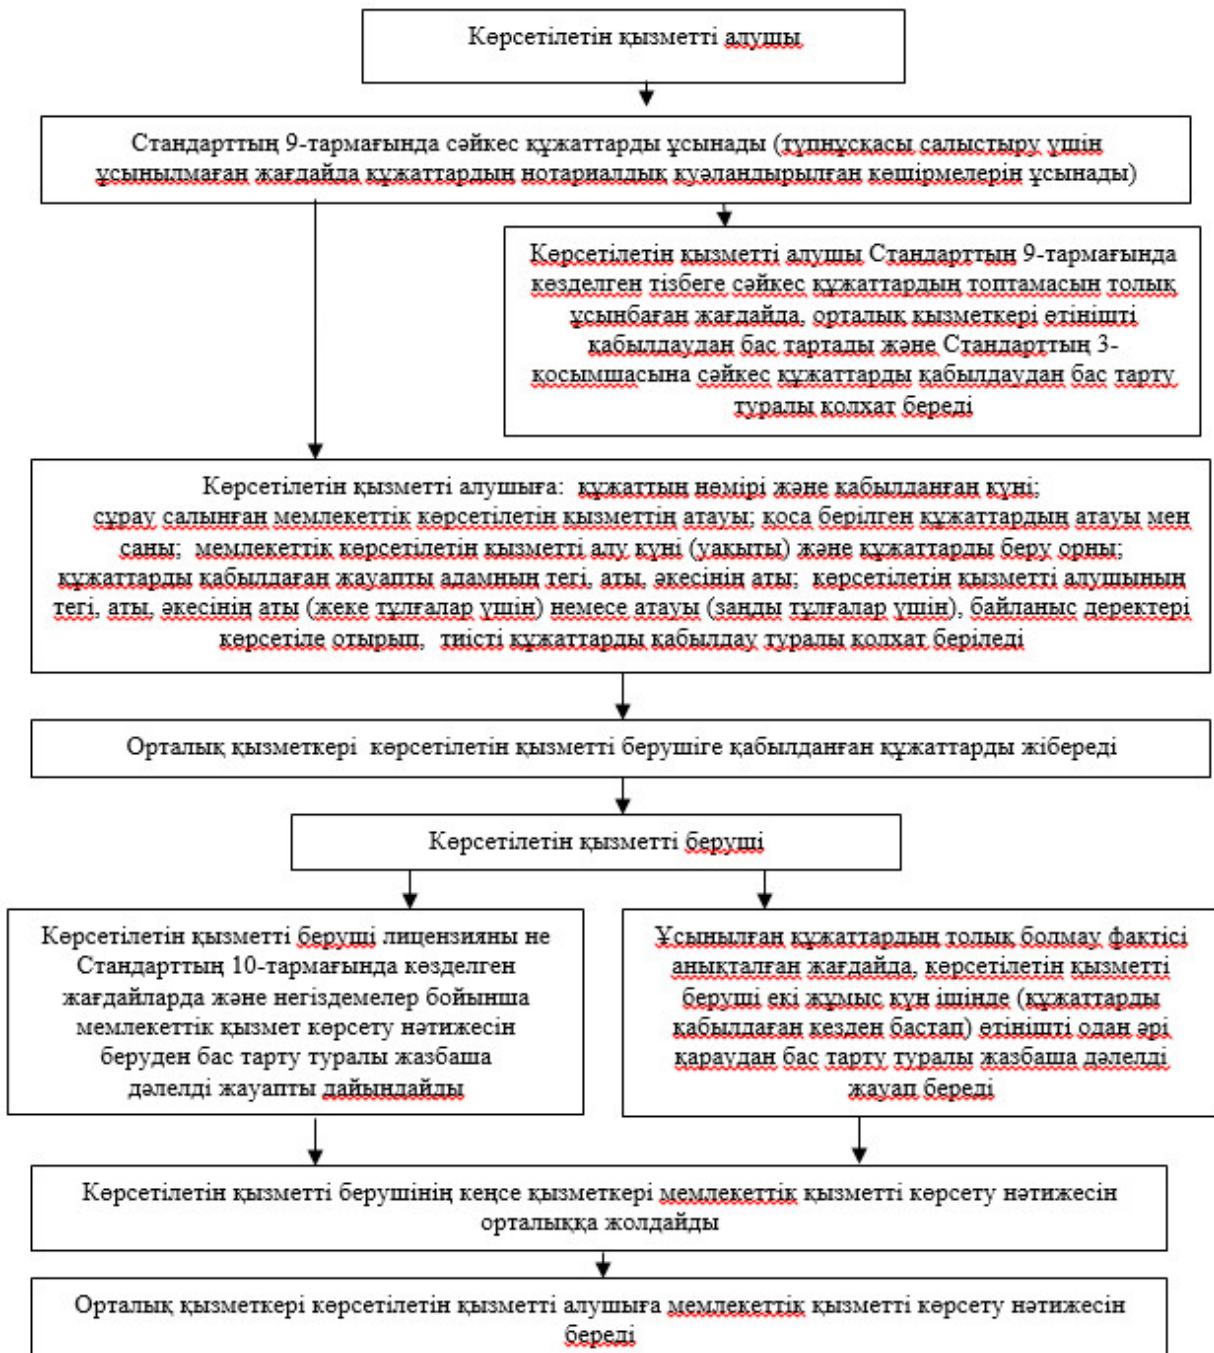 Көрсетілетін қызметті алушы
Стандарттың 9-тармағында сәйкес құжаттарды ұсынады (түпнұсқасы салыстыру үшін
ұсынылмаған жағдайда құжаттардың нотариалдық куәландырылған көшірмелерін ұсынады)
Көрсетілетін қызметті алушы Стандарттың 9-тармағында
көзделген тізбеге сәйкес құжаттардың топтамасын толық
ұсынбаған жағдайда, орталық қызметкері өтінішті
қабылдаудан бас тартады және Стандарттың 3-
қосымшасына сәйкес құжаттарды қабылдаудан бас тарту
туралы қолхат береді
Көрсетілетін қызметті алушыға: құжаттың нөмірі және қабылданған күні;
сұрау салынған мемлекеттік көрсетілетін қызметтің атауы; қоса берілген құжаттардың атауы мен
саны; мемлекеттік көрсетілетін қызметті алу күні (уақыты) және құжаттарды беру орны;
құжаттарды қабылдаған жауапты адамның тегі, аты, әкесінің аты; көрсетілетін қызметті алушының
тегі, аты, әкесінің аты (жеке тұлғалар үшін) немесе атауы (заңды тұлғалар үшін), байланыс деректері
көрсетіле отырып, тиісті құжаттарды қабылдау туралы қолхат беріледі
Орталық қызметкері көрсетілетін қызметті берушіге қабылданған құжаттарды жібереді
Көрсетілетін қызметті беруші
Көрсетілетін қызметті беруші лицензияны не
Стандарттың 10-тармағында көзделген
жағдайларда және негіздемелер бойынша
мемлекеттік қызмет көрсету нәтижесін
беруден бас тарту туралы жазбаша
дәлелді жауапты дайындайды
Ұсынылған құжаттардың толық болмау фактісі
анықталған жағдайда, көрсетілетін қызметті
беруші екі жұмыс күн ішінде (құжаттарды
қабылдаған кезден бастап) өтінішті одан әрі
қараудан бас тарту туралы жазбаша дәлелді
жауап береді
Көрсетілетін қызметті берушінің кеңсе қызметкері мемлекеттік қызметті көрсету нәтижесін
орталыққа жолдайды
Орталық қызметкері көрсетілетін қызметті алушыға мемлекеттік қызметті көрсету нәтижесін
береді